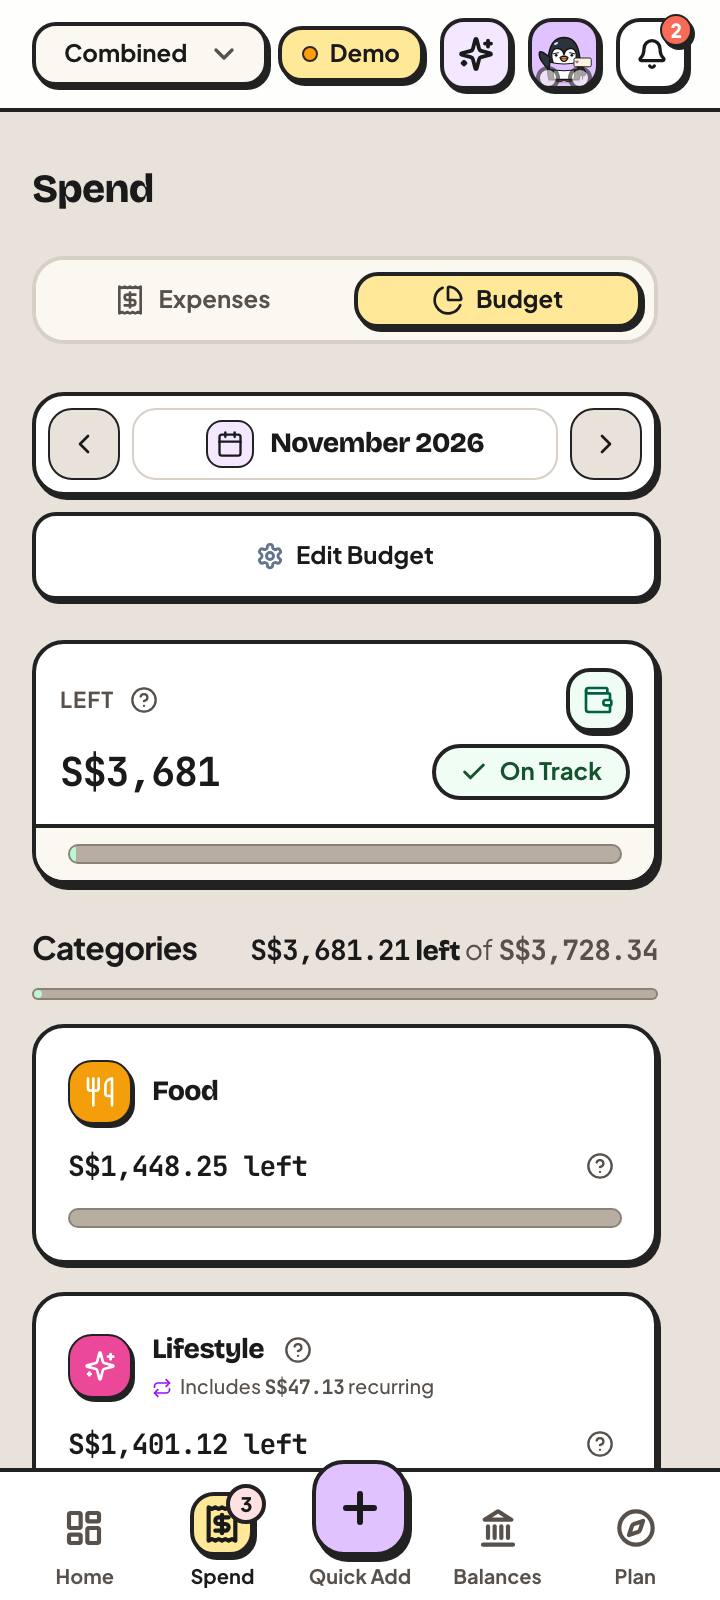 Combined
Demo
2
Spend
Expenses
Budget
November 2026
Edit Budget
LEFT
S$3,681
On Track
Categories
S$3,681.21 left of S$3,728.34
Food
S$1,448.25 left
Lifestyle
Includes S$47.13 recurring
S$1,401.12 left
3
Home
Spend
Quick Add
Balances
Plan